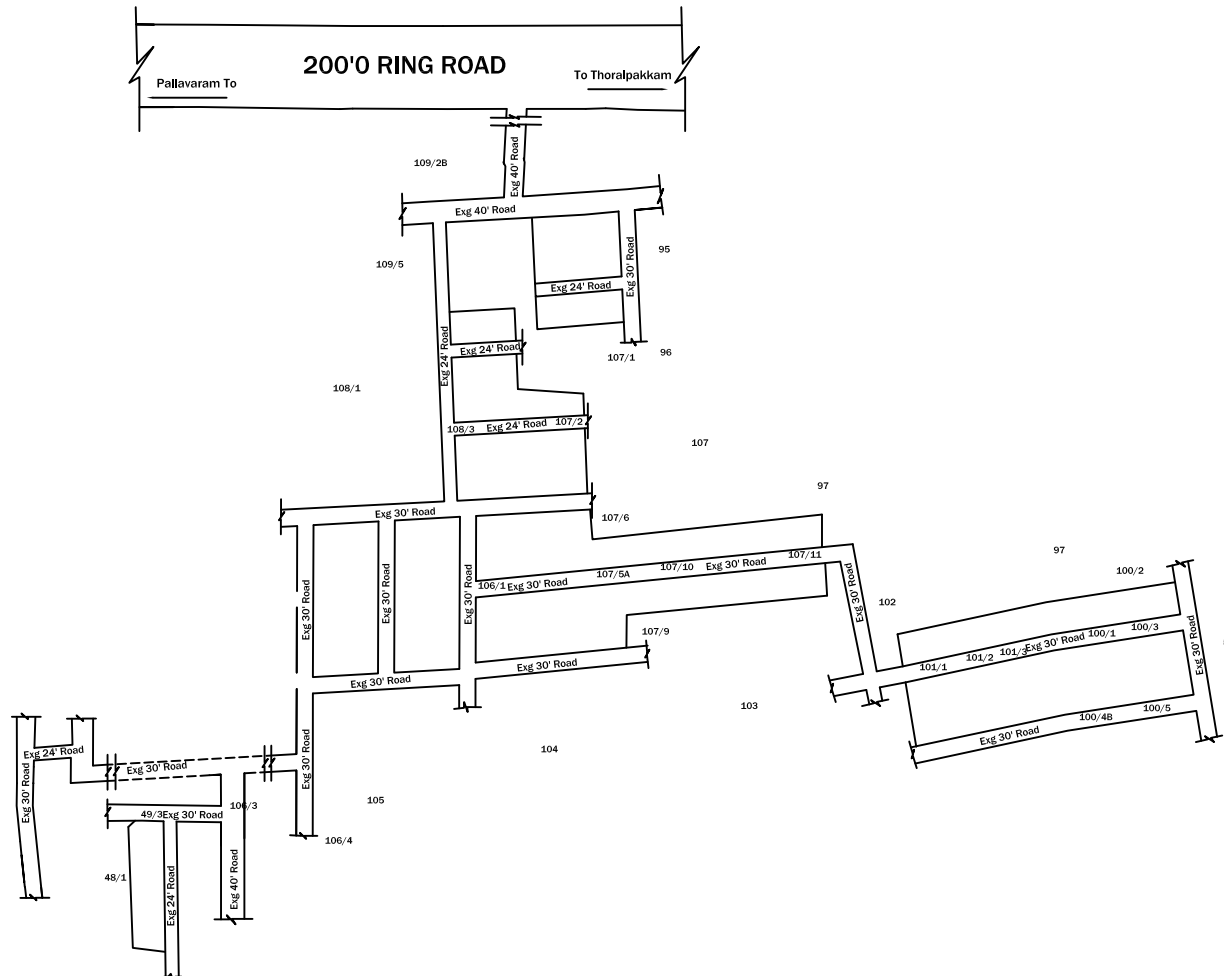 200'0 RING ROAD
Pallavaram To
To Thoralpakkam
Exg 40' Road
109/2B
Exg 40' Road
95
109/5
Exg 30' Road
Exg 24' Road
Exg 24' Road
Exg 24' Road
107/1
96
108/1
108/3
Exg 24' Road
107/2
107
97
Exg 30' Road
107/6
97
107/11
107/10
Exg 30' Road
107/5A
106/1
Exg 30' Road
100/2
Exg 30' Road
Exg 30' Road
Exg 30' Road
Exg 30' Road
102
107/9
100/3
100/1
Exg 30' Road
101/3
101/2
101/1
Exg 30' Road
Exg 30' Road
Exg 30' Road
103
100/5
100/4B
Exg 30' Road
104
Exg 24' Road
Exg 30' Road
Exg 30' Road
Exg 30' Road
105
106/3
49/3
Exg 30' Road
106/4
48/1
Exg 24' Road
Exg 40' Road